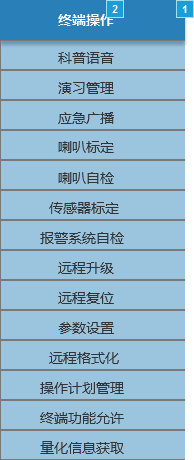 终端操作
2
1
科普语音
演习管理
应急广播
喇叭标定
喇叭自检
传感器标定
报警系统自检
远程升级
远程复位
参数设置
远程格式化
操作计划管理
终端功能允许
量化信息获取